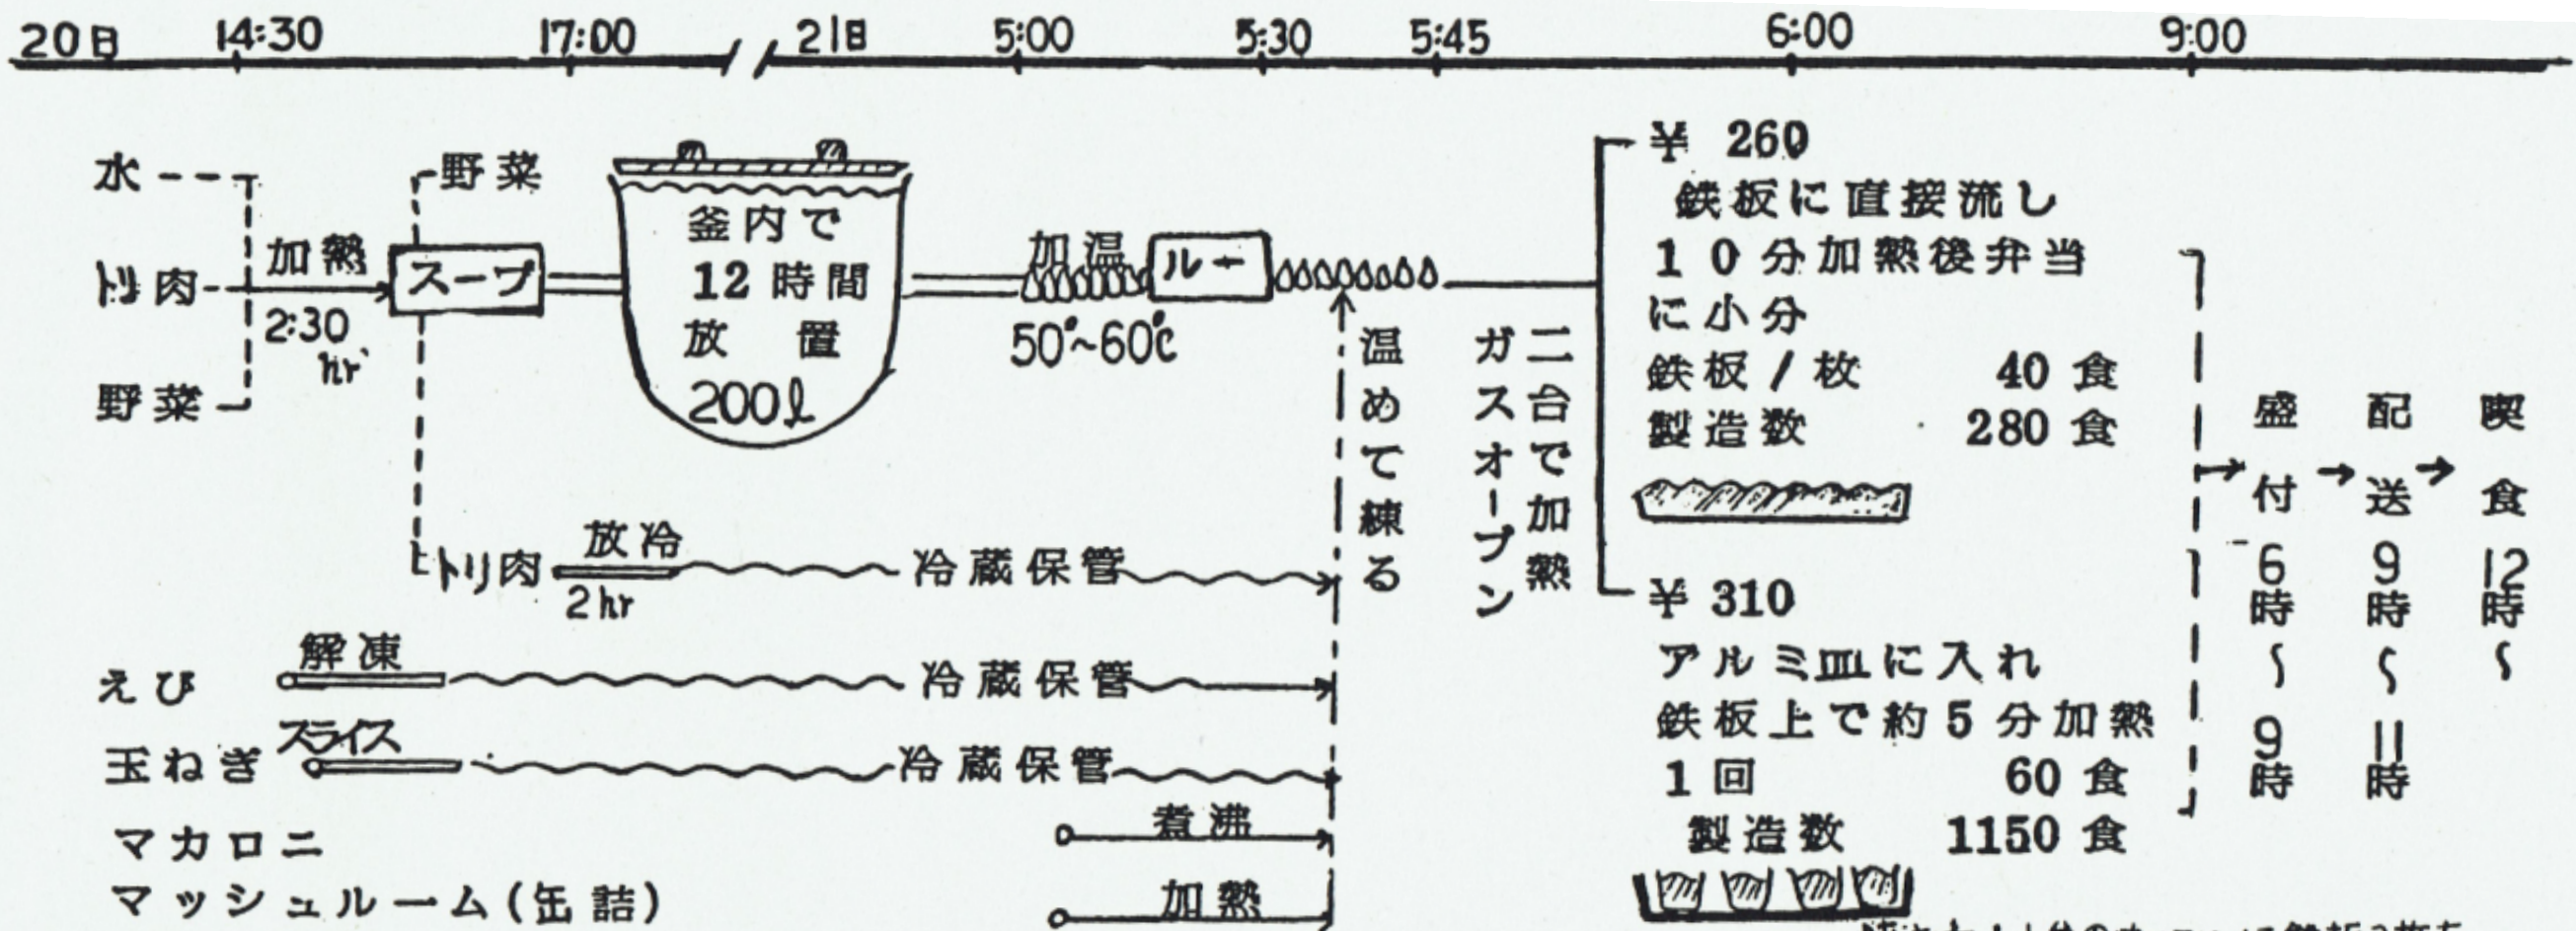 20日 14:30 17:00 21日 5:00 5:30 5:45 6:00 9:00
水
トリ肉
野菜
加熱
2:30
hr
野菜
スープ
釜内で
12時間
放置
200ℓ
加温
50°~60°c
ルー
温めて練る
ガスオーブン
二台で加熱
トリ肉
放冷
2hr
冷蔵保管
えび
解凍
冷蔵保管
玉ねぎ
スライス
冷蔵保管
マカロニ
煮沸
マッシュルーム(缶詰)
加熱
¥ 260
鉄板に直接流し
10分加熱後弁当
に小分
鉄板/枚 40食
製造数 280食
¥ 310
アルミ皿に入れ
鉄板上で約5分加熱
1回 60食
製造数 1150食
盛付6時~9時
配送9時~11時
喫食12時~